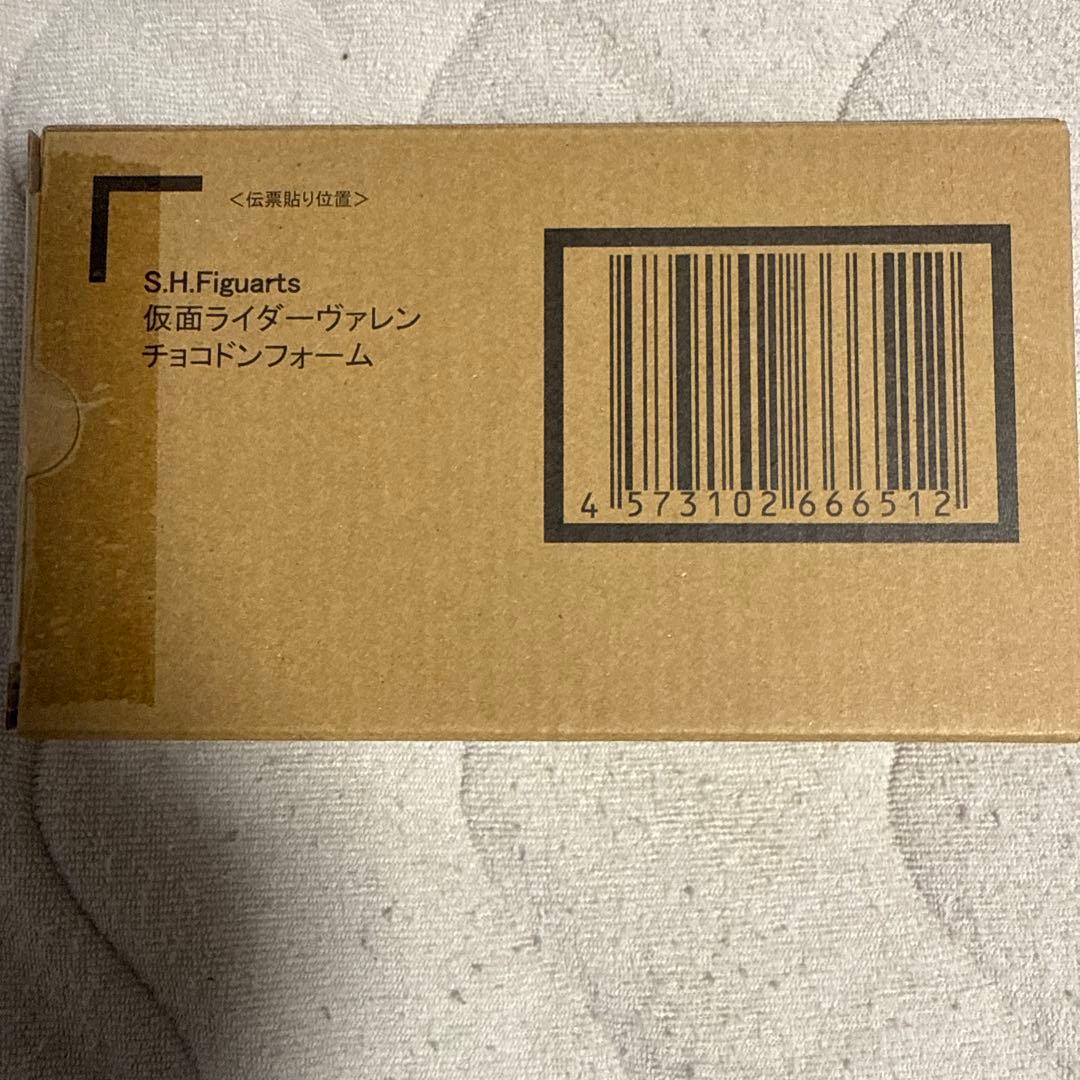 ＜伝票貼り位置＞
S.H.Figuarts
仮面ライダーヴァレン
チョコドンフォーム
4 573102 666512